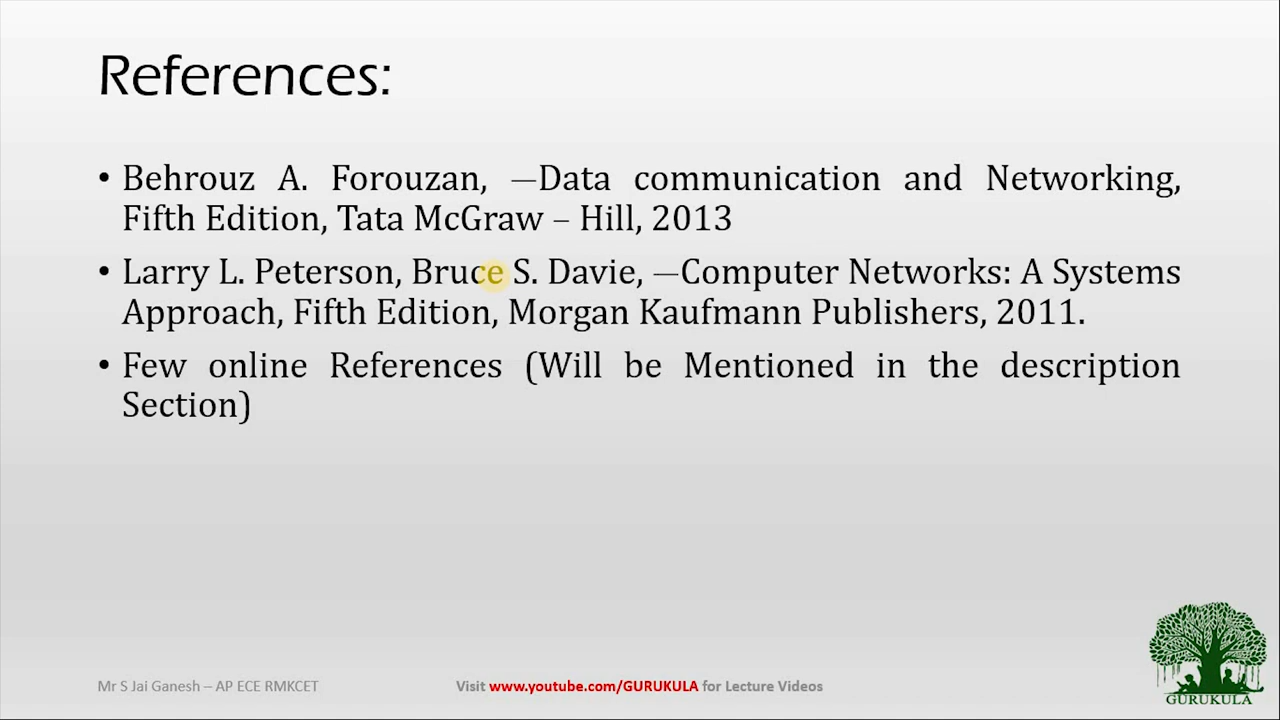 References:
• Behrouz A. Forouzan, ―Data communication and Networking,
Fifth Edition, Tata McGraw – Hill, 2013
• Larry L. Peterson, Bruce S. Davie, ―Computer Networks: A Systems
Approach, Fifth Edition, Morgan Kaufmann Publishers, 2011.
• Few online References (Will be Mentioned in the description
Section)
Mr S Jai Ganesh – AP ECE RMKCET
Visit www.youtube.com/GURUKULA for Lecture Videos
GURUKULA